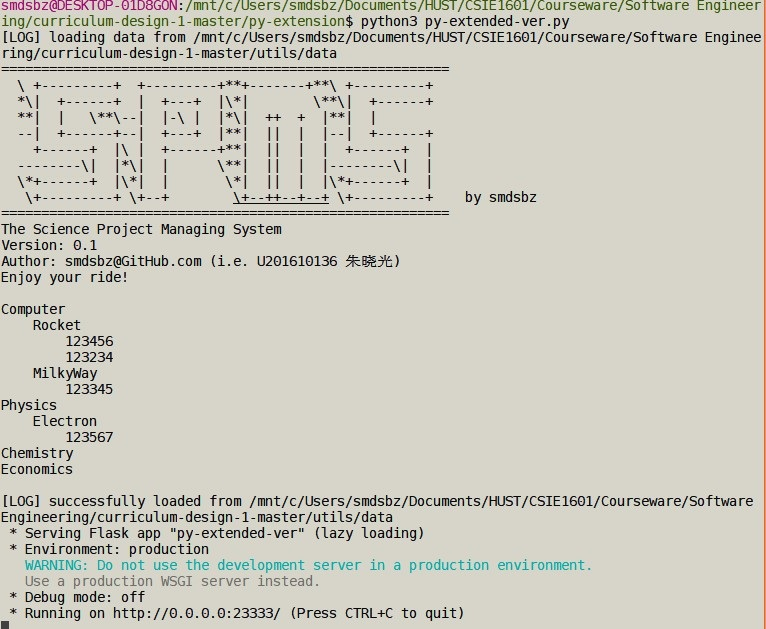 smdsbz@DESKTOP-01D8GON:/mnt/c/Users/smdsbz/Documents/HUST/CSIE1601/Courseware/Software Engineer
ing/curriculum-design-1-master/py-extension$ python3 py-extended-ver.py
[LOG] loading data from /mnt/c/Users/smdsbz/Documents/HUST/CSIE1601/Courseware/Software Enginee
ring/curriculum-design-1-master/utils/data
========================================================
  \ +---------+  +---------+**+-------+**\ +---------+
  *\|  +------+  |  +---+  |\*|        \**\|  +------+
  **|  |   \**\--|  |-\ |  |*\|  ++  +  |**|  |
  --|  +------+--|  +---+  |**|  ||  |  |--|  +------+
    +------+  |\ |  +------+**|  ||  |  |  +------+  |
  --------\|  |*\|  |      \**|  ||  |  |--------\|  |
  \*+------+  |\*|  |       \*|  ||  |  |\*+------+  |
   \+---------+ \+--+        \+--++--+--+ \+---------+    by smdsbz
========================================================
The Science Project Managing System
Version: 0.1
Author: smdsbz@GitHub.com (i.e. U201610136 朱晓光)
Enjoy your ride!
Computer
    Rocket
        123456
        123234
    MilkyWay
        123345
Physics
    Electron
        123567
Chemistry
Economics
[LOG] successfully loaded from /mnt/c/Users/smdsbz/Documents/HUST/CSIE1601/Courseware/Software
Engineering/curriculum-design-1-master/utils/data
 * Serving Flask app "py-extended-ver" (lazy loading)
 * Environment: production
   WARNING: Do not use the development server in a production environment.
   Use a production WSGI server instead.
 * Debug mode: off
 * Running on http://0.0.0.0:23333/ (Press CTRL+C to quit)